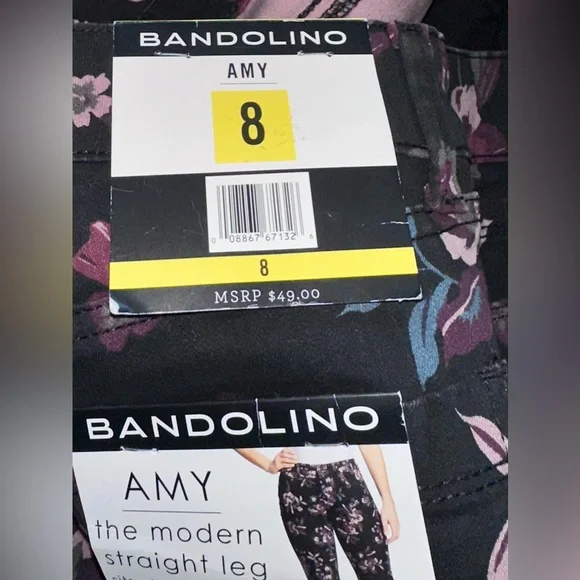 BANDOLINO
AMY
8
0 08867 67132 6
8
MSRP $49.00
BANDOLINO
AMY
the modern
straight leg